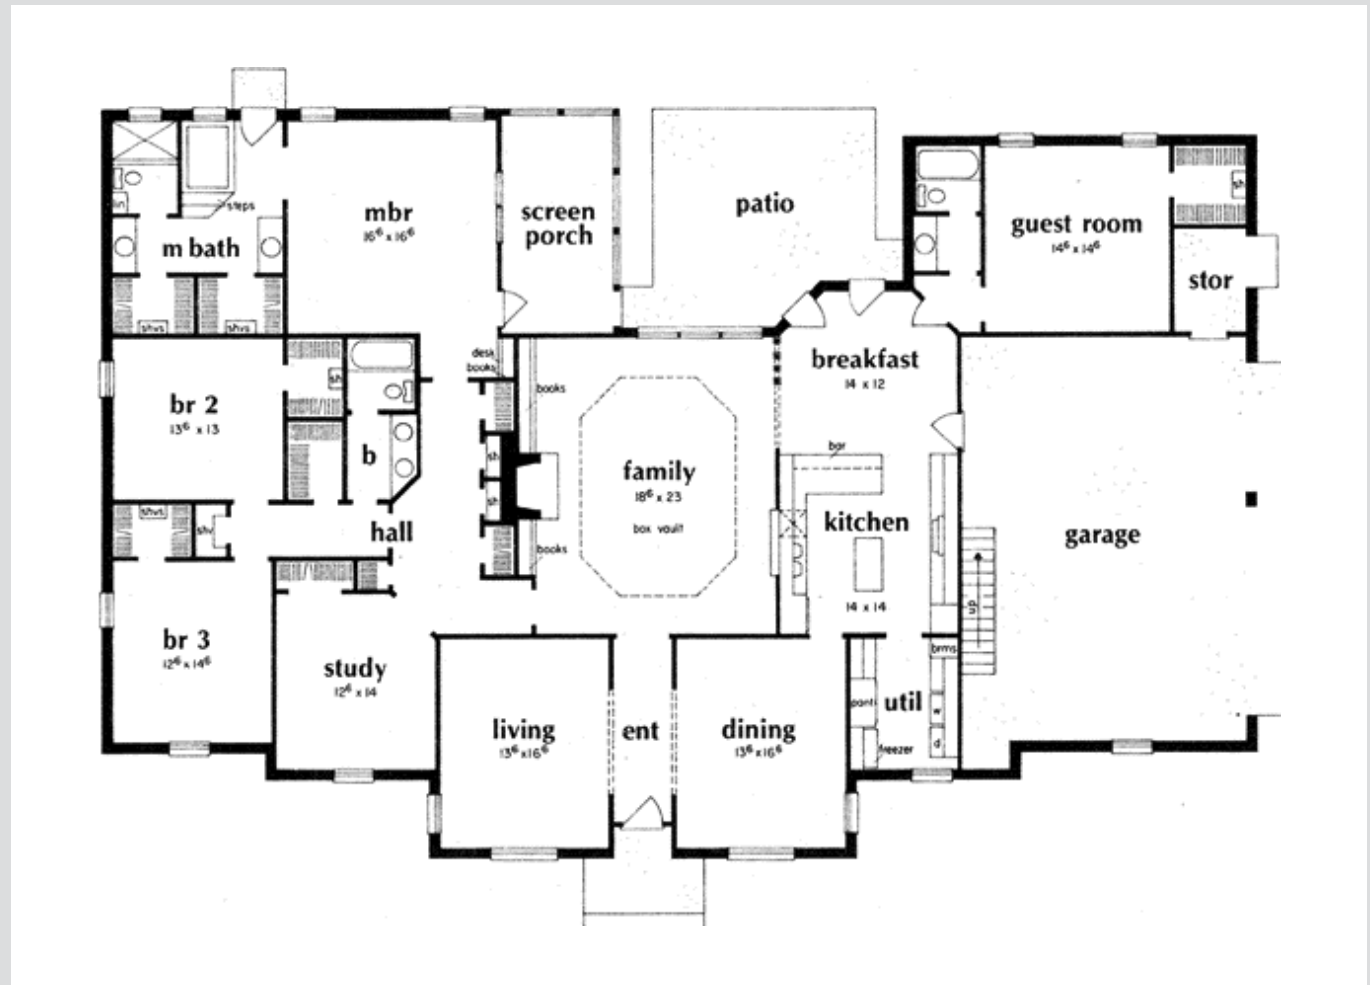 steps
m bath
shvs
shvs
mbr
16⁶ x 16⁶
screen
porch
patio
guest room
14⁶ x 14⁶
sh
stor
desk
books
books
breakfast
14 x 12
br 2
13⁶ x 13
sh
b
sh
sh
family
18⁶ x 23
box vault
books
bar
kitchen
14 x 14
garage
up
shvs
shv
hall
br 3
12⁶ x 14⁶
study
12⁶ x 14
living
13⁶ x 16⁶
ent
dining
13⁶ x 16⁶
brms
pant
util
w
d
freezer